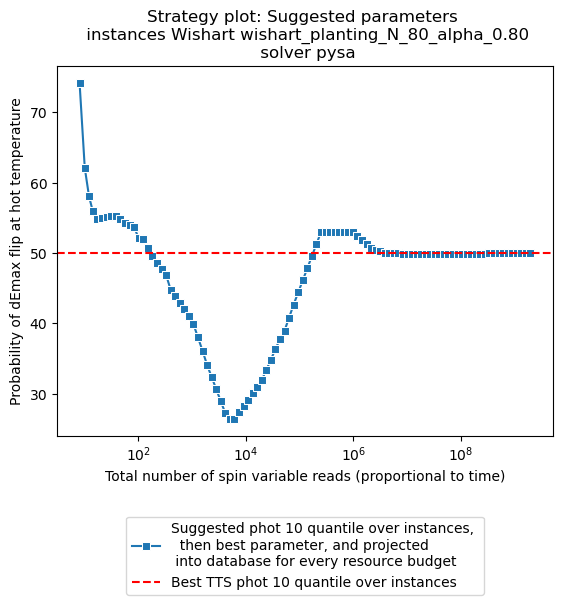 Strategy plot: Suggested parameters
instances Wishart wishart_planting_N_80_alpha_0.80
solver pysa
Probability of dEmax flip at hot temperature
70
60
50
40
30
10^2
10^4
10^6
10^8
Total number of spin variable reads (proportional to time)
Suggested phot 10 quantile over instances,
then best parameter, and projected
into database for every resource budget
Best TTS phot 10 quantile over instances